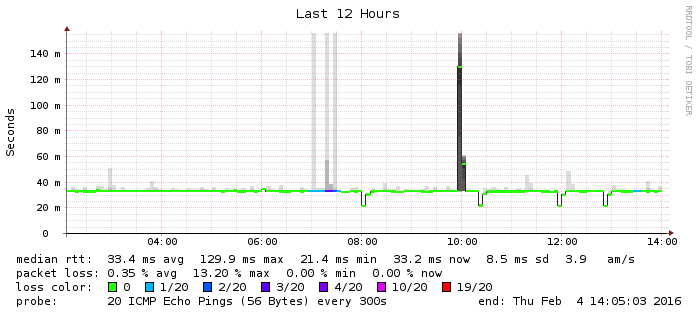 Last 12 Hours
RRDTOOL / TOBI OETIKER
Seconds
140 m
120 m
100 m
80 m
60 m
40 m
20 m
0
04:00 06:00 08:00 10:00 12:00 14:00
median rtt: 33.4 ms avg 129.9 ms max 21.4 ms min 33.2 ms now 8.5 ms sd 3.9 am/s
packet loss: 0.35 % avg 13.20 % max 0.00 % min 0.00 % now
loss color: 0 1/20 2/20 3/20 4/20 10/20 19/20
probe: 20 ICMP Echo Pings (56 Bytes) every 300s end: Thu Feb 4 14:05:03 2016